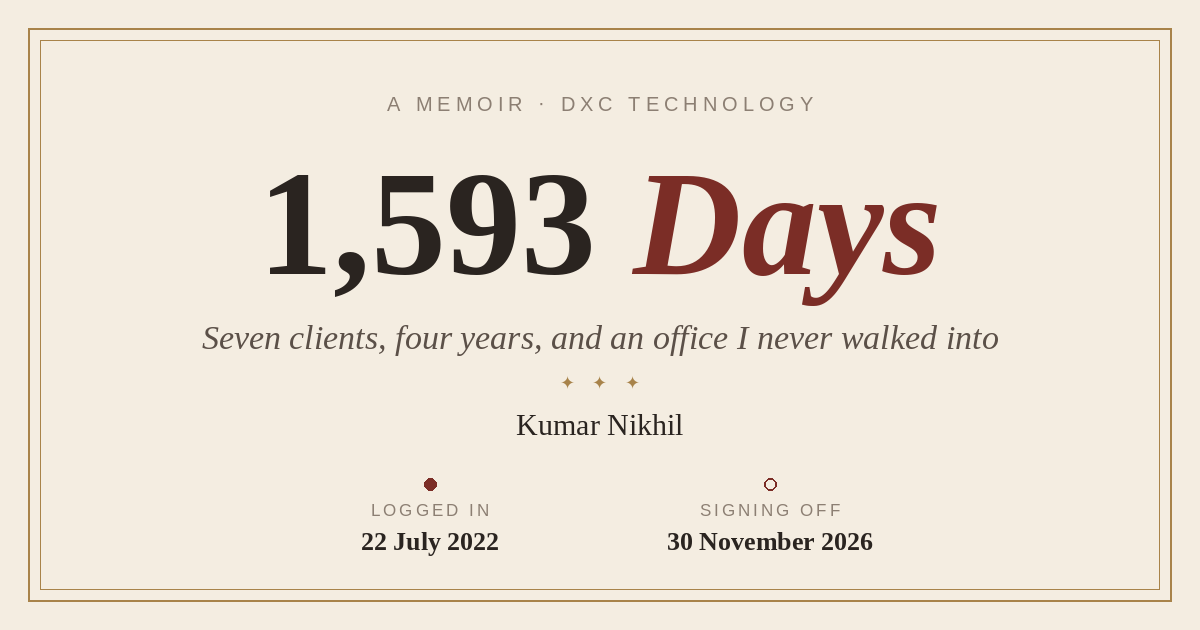 A MEMOIR · DXC TECHNOLOGY
1,593 Days
Seven clients, four years, and an office I never walked into
✦ ✦ ✦
Kumar Nikhil
LOGGED IN
22 July 2022
SIGNING OFF
30 November 2026